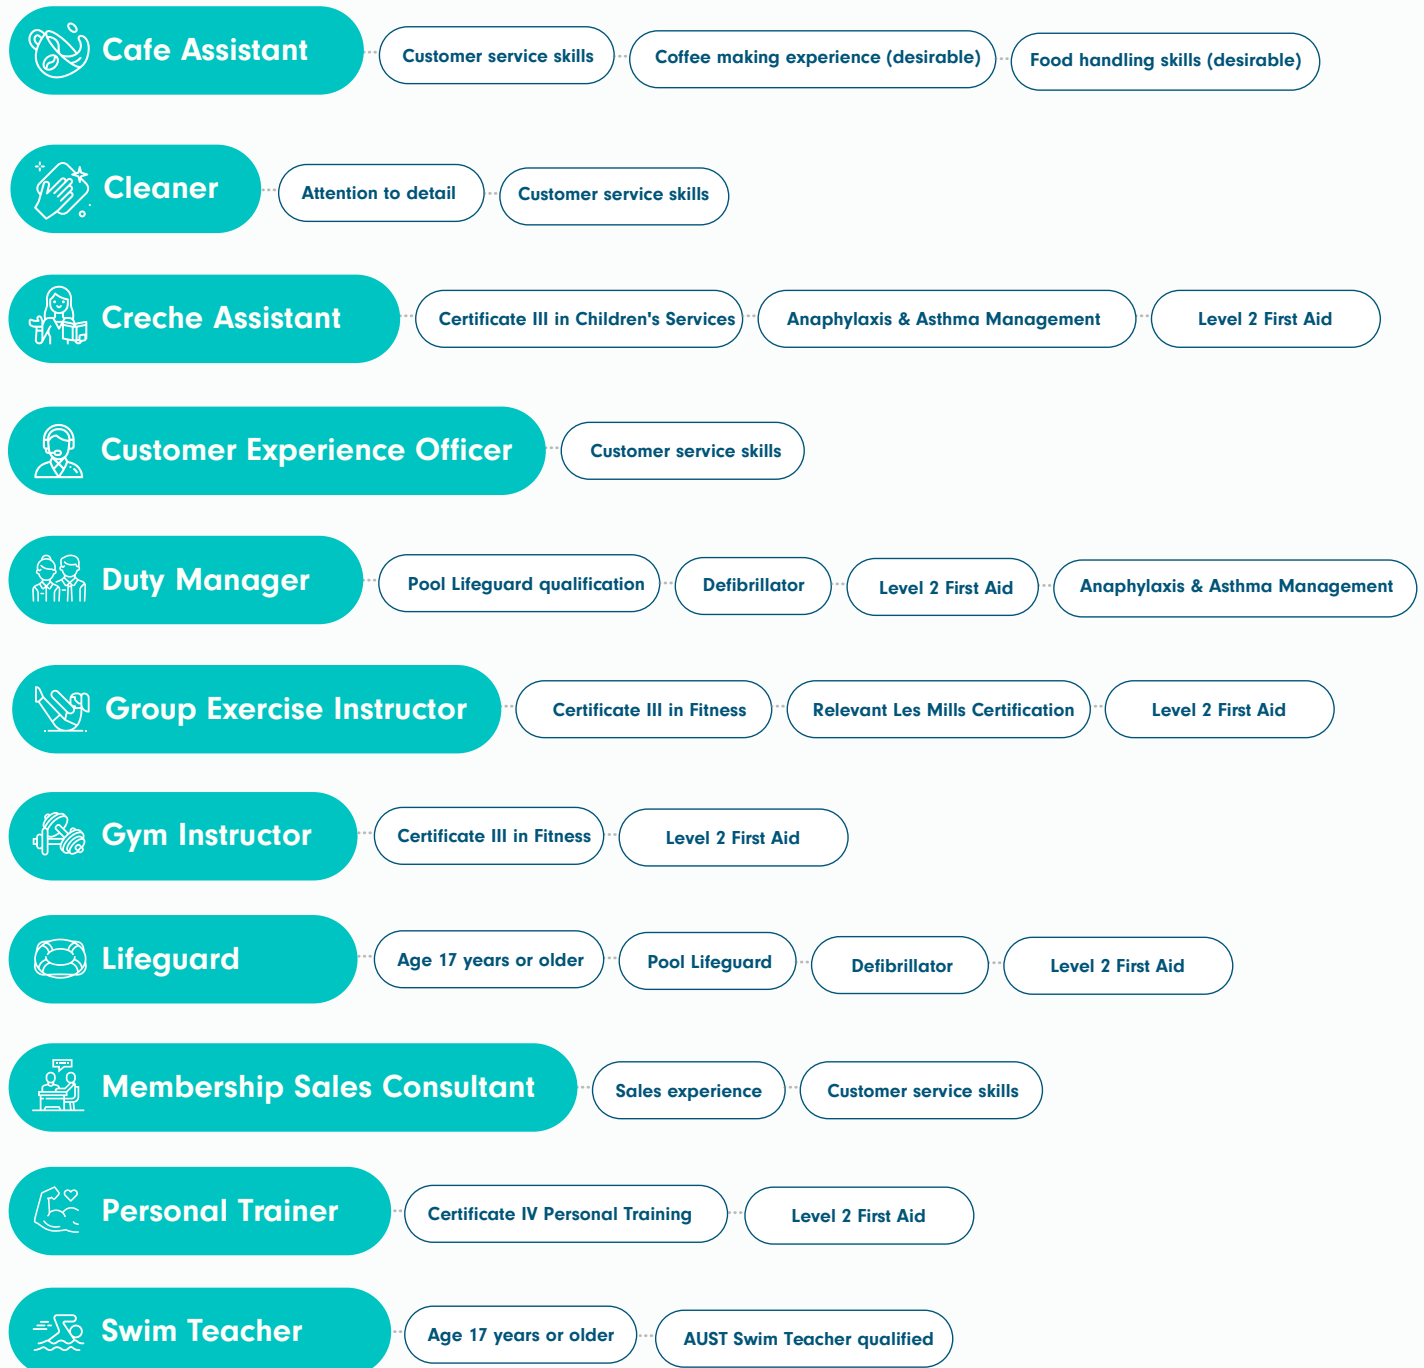 Cafe Assistant Customer service skills Coffee making experience (desirable) Food handling skills (desirable)
Cleaner Attention to detail Customer service skills
Creche Assistant Certificate III in Children's Services Anaphylaxis & Asthma Management Level 2 First Aid
Customer Experience Officer Customer service skills
Duty Manager Pool Lifeguard qualification Defibrillator Level 2 First Aid Anaphylaxis & Asthma Management
Group Exercise Instructor Certificate III in Fitness Relevant Les Mills Certification Level 2 First Aid
Gym Instructor Certificate III in Fitness Level 2 First Aid
Lifeguard Age 17 years or older Pool Lifeguard Defibrillator Level 2 First Aid
Membership Sales Consultant Sales experience Customer service skills
Personal Trainer Certificate IV Personal Training Level 2 First Aid
Swim Teacher Age 17 years or older AUST Swim Teacher qualified